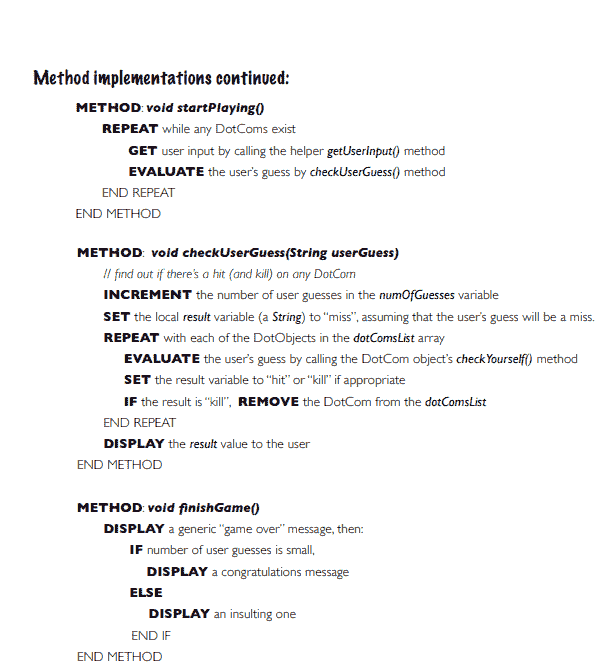 Method implementations continued:
METHOD: void startPlaying()
REPEAT while any DotComs exist
GET user input by calling the helper getUserInput() method
EVALUATE the user's guess by checkUserGuess() method
END REPEAT
END METHOD
METHOD: void checkUserGuess(String userGuess)
// find out if there's a hit (and kill) on any DotCom
INCREMENT the number of user guesses in the numOfGuesses variable
SET the local result variable (a String) to "miss", assuming that the user's guess will be a miss.
REPEAT with each of the DotObjects in the dotComsList array
EVALUATE the user's guess by calling the DotCom object's checkYourself() method
SET the result variable to "hit" or "kill" if appropriate
IF the result is "kill", REMOVE the DotCom from the dotComsList
END REPEAT
DISPLAY the result value to the user
END METHOD
METHOD: void finishGame()
DISPLAY a generic "game over" message, then:
IF number of user guesses is small,
DISPLAY a congratulations message
ELSE
DISPLAY an insulting one
END IF
END METHOD